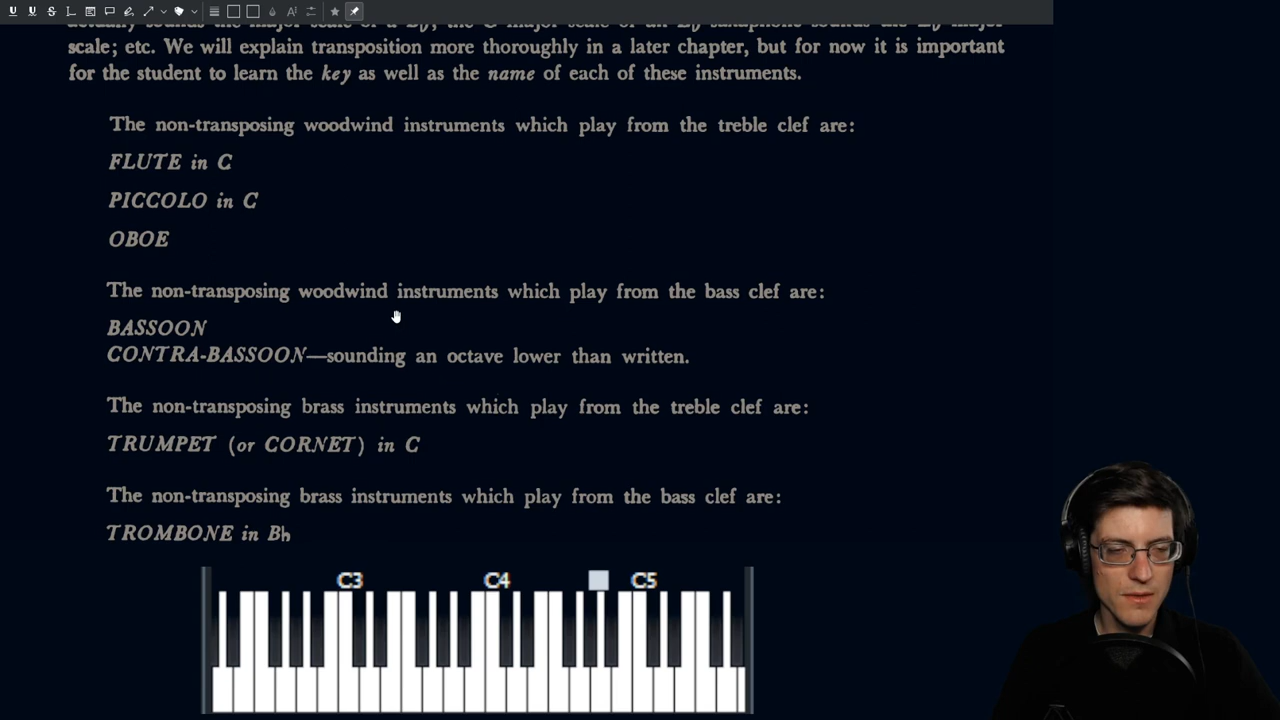 scale; etc. We will explain transposition more thoroughly in a later chapter, but for now it is important
for the student to learn the key as well as the name of each of these instruments.
The non-transposing woodwind instruments which play from the treble clef are:
FLUTE in C
PICCOLO in C
OBOE
The non-transposing woodwind instruments which play from the bass clef are:
BASSOON
CONTRA-BASSOON—sounding an octave lower than written.
The non-transposing brass instruments which play from the treble clef are:
TRUMPET (or CORNET) in C
The non-transposing brass instruments which play from the bass clef are:
TROMBONE in B♭
C3 C4 C5